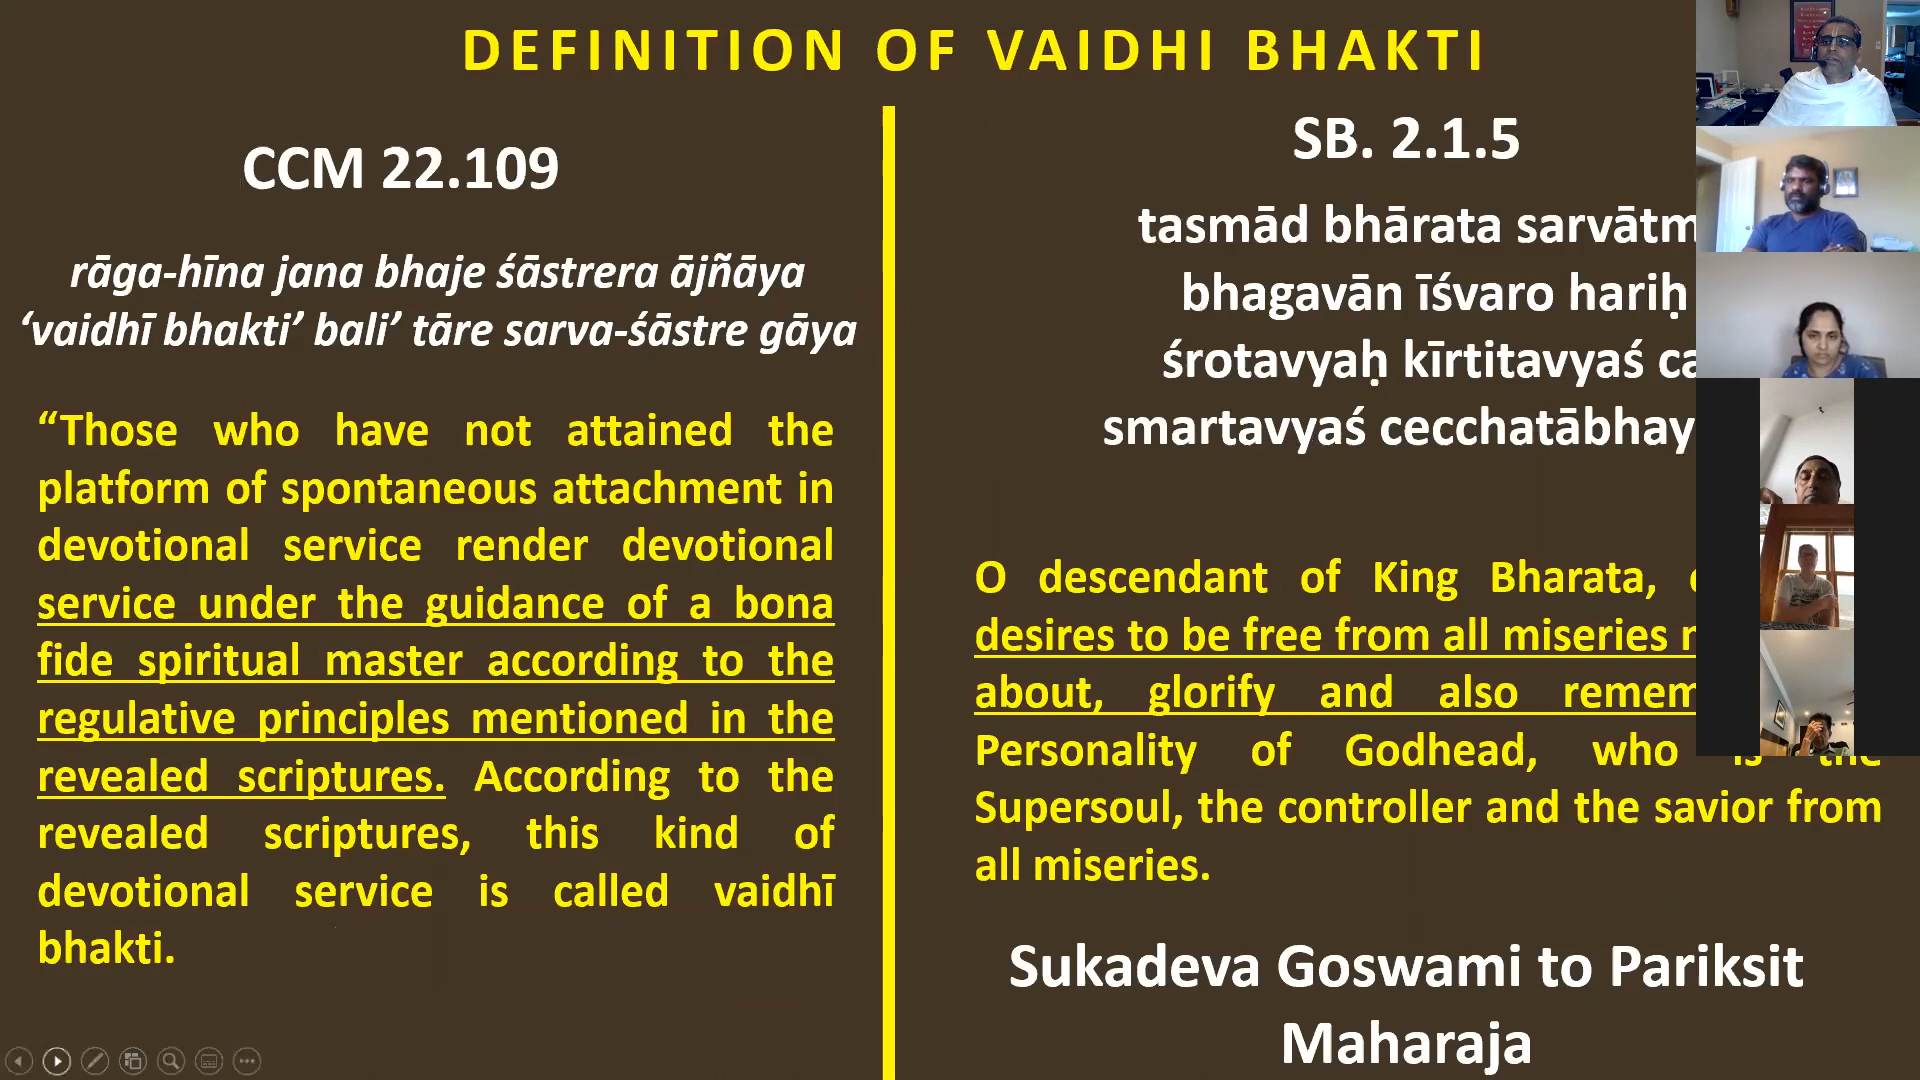 DEFINITION OF VAIDHI BHAKTI
CCM 22.109
rāga-hīna jana bhaje śāstrera ājñāya
‘vaidhī bhakti’ bali’ tāre sarva-śāstre gāya
“Those who have not attained the
platform of spontaneous attachment in
devotional service render devotional
service under the guidance of a bona
fide spiritual master according to the
regulative principles mentioned in the
revealed scriptures. According to the
revealed scriptures, this kind of
devotional service is called vaidhī
bhakti.
SB. 2.1.5
tasmād bhārata
bhagavān īśvaro hariḥ
śrotavyaḥ kīrtitavyaś
smartavyaś
O descendant of King Bharata,
desires to be free from all miseries
about, glorify and also
Personality of Godhead, who is the
Supersoul, the controller and the savior from
all miseries.
Sukadeva Goswami to Pariksit
Maharaja